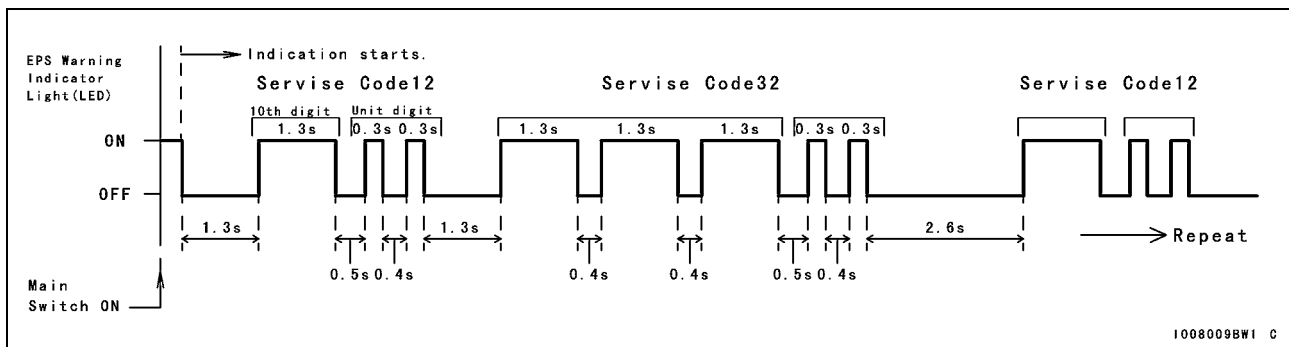 EPS Warning
Indicator
Light(LED)
Indication starts.
Servise Code12
Servise Code32
Servise Code12
10th digit
Unit digit
1.3s
0.3s 0.3s
1.3s
1.3s
1.3s
0.3s 0.3s
ON
OFF
1.3s
1.3s
2.6s
Repeat
0.5s
0.4s
0.4s
0.4s
0.5s
0.4s
Main
Switch ON
I008009BW1 C